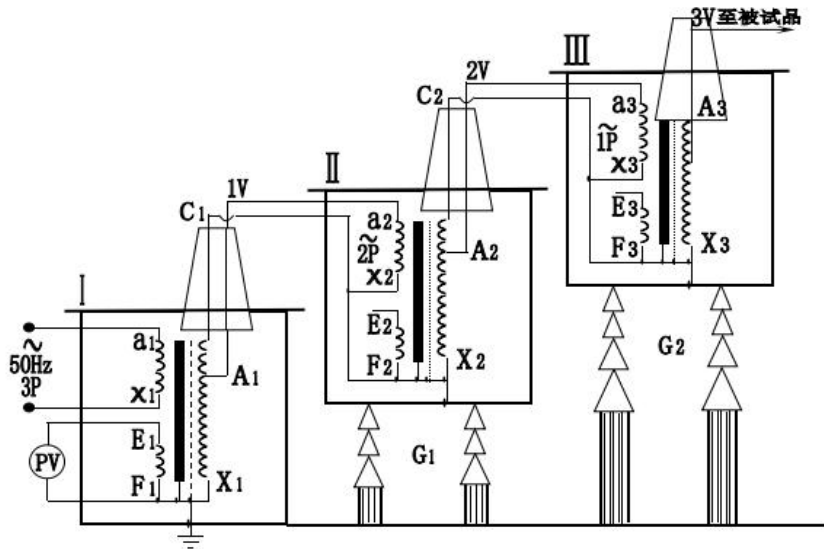 3V至被试品
III
2V
C2
a3
A3
~
1P
x3
E3
F3
X3
G2
II
1V
C1
a2
~
2P
x2
A2
E2
F2
X2
G1
I
a1
~
50Hz
3P
x1
A1
E1
PV
F1
X1